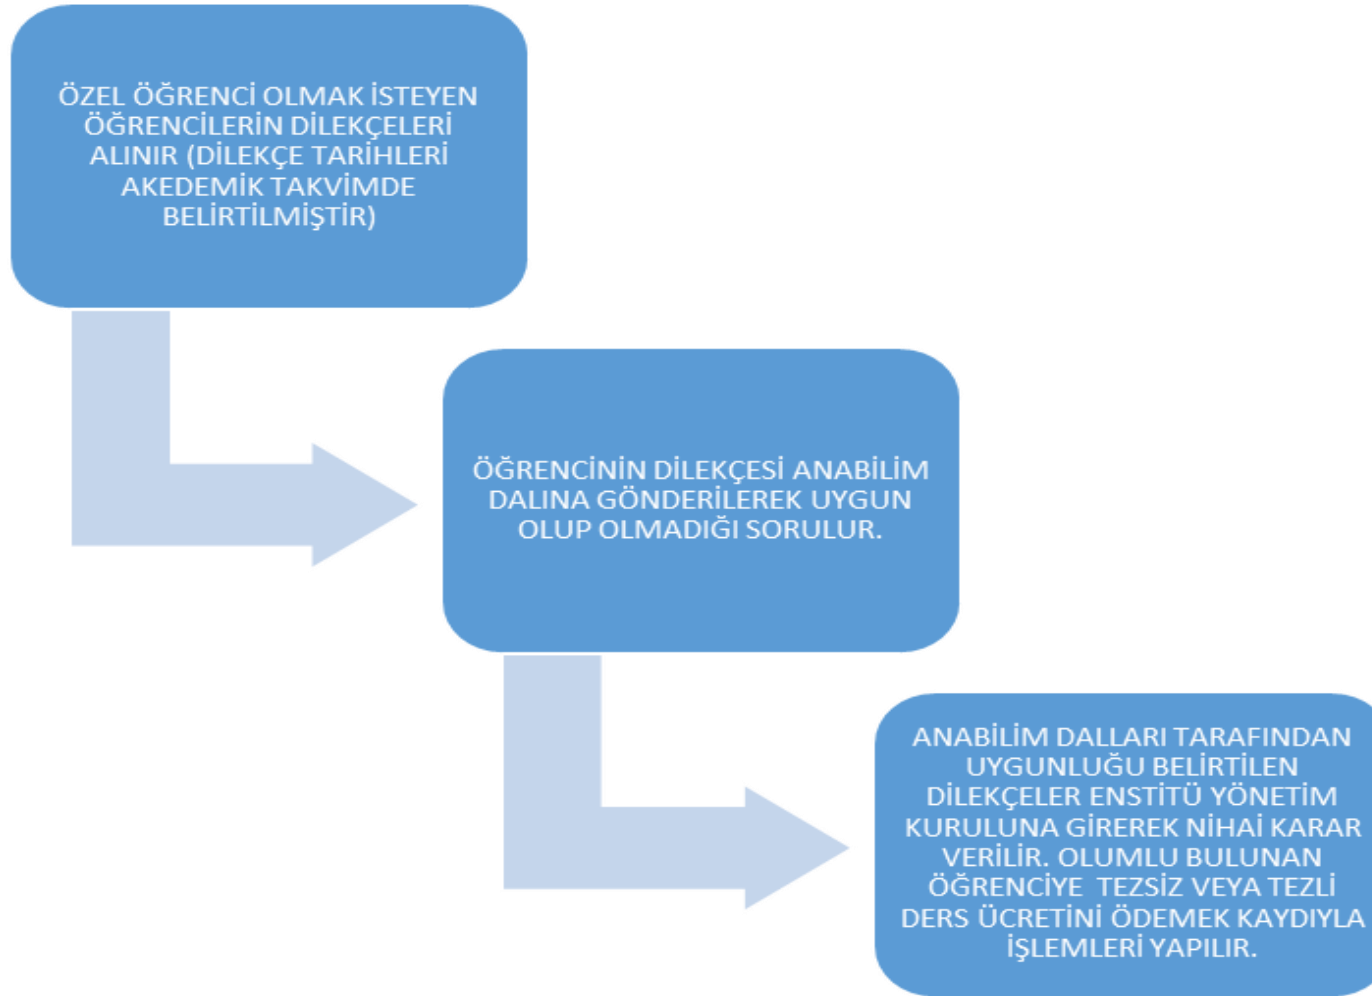 ÖZEL ÖĞRENCİ OLMAK İSTEYEN
ÖĞRENCİLERİN DİLEKÇELERİ
ALINIR (DİLEKÇE TARİHLERİ
AKEDEMİK TAKVİMDE
BELİRTİLMİŞTİR)
ÖĞRENCİNİN DİLEKÇESİ ANABİLİM
DALINA GÖNDERİLEREK UYGUN
OLUP OLMADIĞI SORULUR.
ANABİLİM DALLARI TARAFINDAN
UYGUNLUĞU BELİRTİLEN
DİLEKÇELER ENSTİTÜ YÖNETİM
KURULUNA GİREREK NİHAİ KARAR
VERİLİR. OLUMLU BULUNAN
ÖĞRENCİYE TEZSİZ VEYA TEZLİ
DERS ÜCRETİNİ ÖDEMEK KAYDIYLA
İŞLEMLERİ YAPILIR.